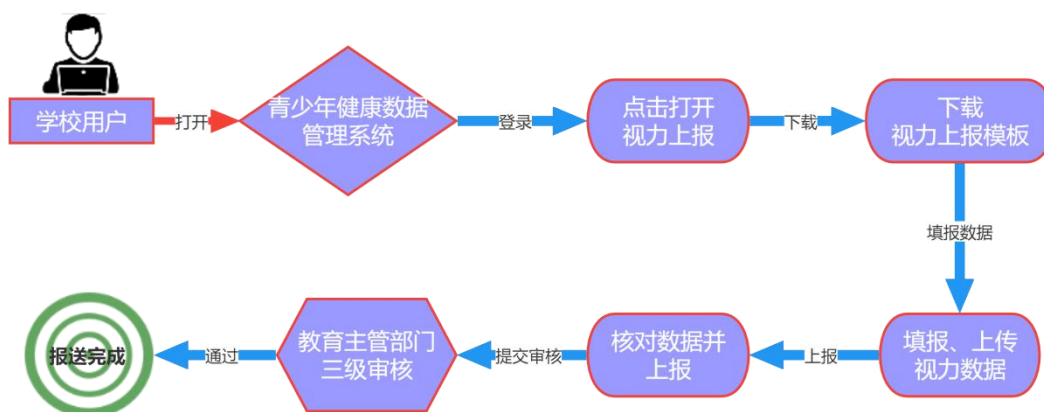 学校用户
打开
青少年健康数据
管理系统
登录
点击打开
视力上报
下载
下载
视力上报模板
填报数据
填报、上传
视力数据
上报
核对数据并
上报
提交审核
教育主管部门
三级审核
通过
报送完成